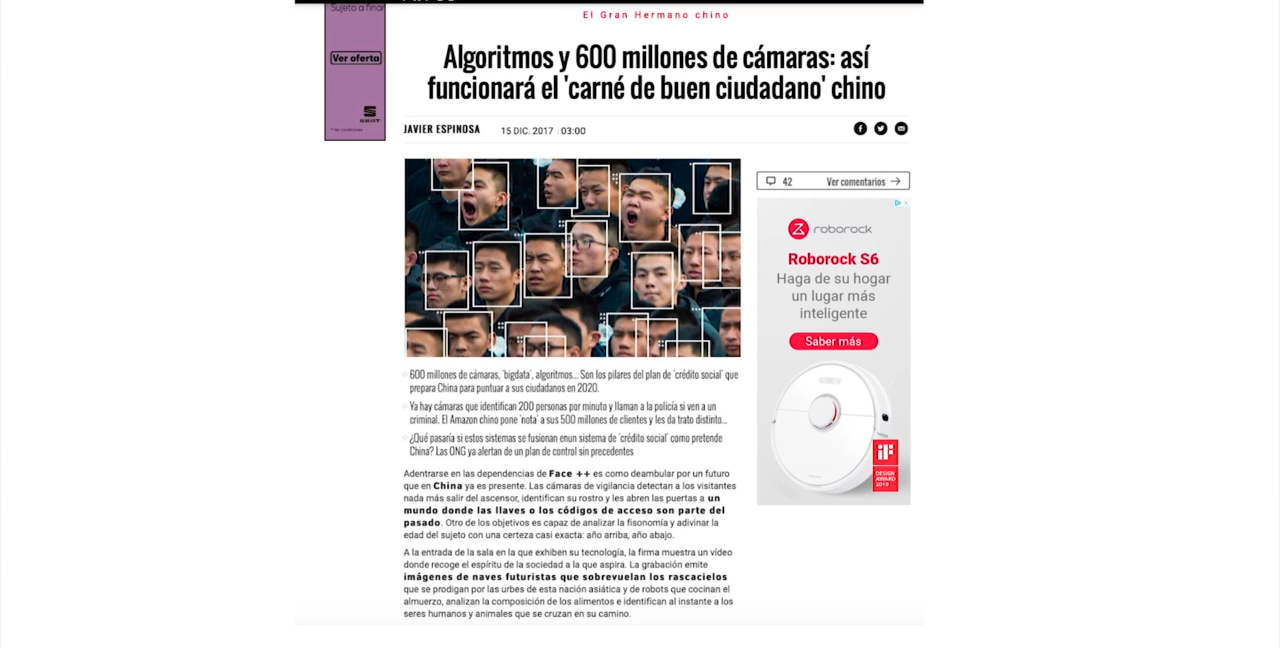 Sujeto a finan
Ver oferta
SEAT
* Ver condiciones
El Gran Hermano chino
Algoritmos y 600 millones de cámaras: así
funcionará el 'carné de buen ciudadano' chino
JAVIER ESPINOSA 15 DIC. 2017 | 03:00
600 millones de cámaras, 'bigdata', algoritmos... Son los pilares del plan de 'crédito social' que
prepara China para puntuar a sus ciudadanos en 2020.
Ya hay cámaras que identifican 200 personas por minuto y llaman a la policía si ven a un
criminal. El Amazon chino pone 'nota' a sus 500 millones de clientes y les da trato distinto...
¿Qué pasaría si estos sistemas se fusionan enun sistema de 'crédito social' como pretende
China? Las ONG ya alertan de un plan de control sin precedentes
Adentrarse en las dependencias de Face ++ es como deambular por un futuro
que en China ya es presente. Las cámaras de vigilancia detectan a los visitantes
nada más salir del ascensor, identifican su rostro y les abren las puertas a un
mundo donde las llaves o los códigos de acceso son parte del
pasado. Otro de los objetivos es capaz de analizar la fisonomía y adivinar la
edad del sujeto con una certeza casi exacta: año arriba, año abajo.
A la entrada de la sala en la que exhiben su tecnología, la firma muestra un vídeo
donde recoge el espíritu de la sociedad a la que aspira. La grabación emite
imágenes de naves futuristas que sobrevuelan los rascacielos
que se prodigan por las urbes de esta nación asiática y de robots que cocinan el
almuerzo, analizan la composición de los alimentos e identifican al instante a los
seres humanos y animales que se cruzan en su camino.
42 Ver comentarios
roborock
Roborock S6
Haga de su hogar
un lugar más
inteligente
Saber más
iF
DESIGN
AWARD
2019